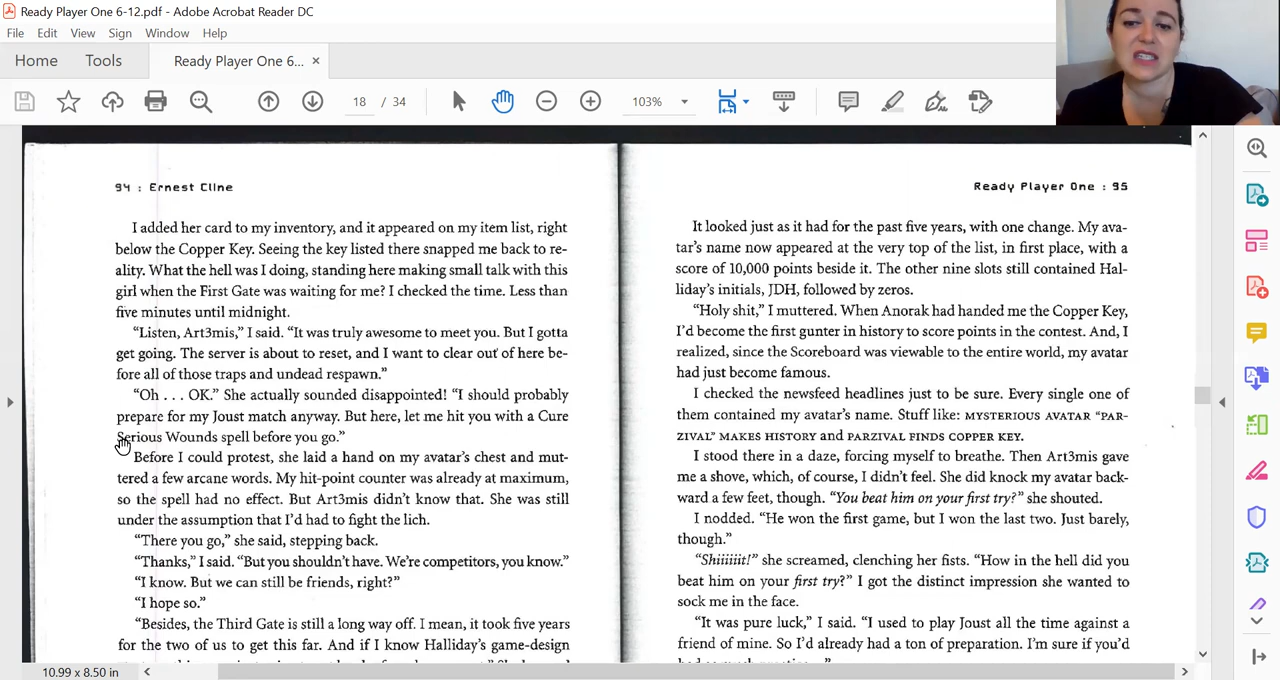 Ready Player One 6-12.pdf - Adobe Acrobat Reader DC
File Edit View Sign Window Help
Home Tools Ready Player One 6... ×
18 / 34 103%
94 : Ernest Cline
I added her card to my inventory, and it appeared on my item list, right
below the Copper Key. Seeing the key listed there snapped me back to re-
ality. What the hell was I doing, standing here making small talk with this
girl when the First Gate was waiting for me? I checked the time. Less than
five minutes until midnight.
“Listen, Art3mis,” I said. “It was truly awesome to meet you. But I gotta
get going. The server is about to reset, and I want to clear out of here be-
fore all of those traps and undead respawn.”
“Oh . . . OK.” She actually sounded disappointed! “I should probably
prepare for my Joust match anyway. But here, let me hit you with a Cure
Serious Wounds spell before you go.”
Before I could protest, she laid a hand on my avatar’s chest and mut-
tered a few arcane words. My hit-point counter was already at maximum,
so the spell had no effect. But Art3mis didn’t know that. She was still
under the assumption that I’d had to fight the lich.
“There you go,” she said, stepping back.
“Thanks,” I said. “But you shouldn’t have. We’re competitors, you know.”
“I know. But we can still be friends, right?”
“I hope so.”
“Besides, the Third Gate is still a long way off. I mean, it took five years
for the two of us to get this far. And if I know Halliday’s game-design
Ready Player One : 95
It looked just as it had for the past five years, with one change. My ava-
tar’s name now appeared at the very top of the list, in first place, with a
score of 10,000 points beside it. The other nine slots still contained Hal-
liday’s initials, JDH, followed by zeros.
“Holy shit,” I muttered. When Anorak had handed me the Copper Key,
I’d become the first gunter in history to score points in the contest. And, I
realized, since the Scoreboard was viewable to the entire world, my avatar
had just become famous.
I checked the newsfeed headlines just to be sure. Every single one of
them contained my avatar’s name. Stuff like: MYSTERIOUS AVATAR “PAR-
ZIVAL” MAKES HISTORY and PARZIVAL FINDS COPPER KEY.
I stood there in a daze, forcing myself to breathe. Then Art3mis gave
me a shove, which, of course, I didn’t feel. She did knock my avatar back-
ward a few feet, though. “You beat him on your first try?” she shouted.
I nodded. “He won the first game, but I won the last two. Just barely,
though.”
“Shiiiiiit!” she screamed, clenching her fists. “How in the hell did you
beat him on your first try?” I got the distinct impression she wanted to
sock me in the face.
“It was pure luck,” I said. “I used to play Joust all the time against a
friend of mine. So I’d already had a ton of preparation. I’m sure if you’d
10.99 x 8.50 in